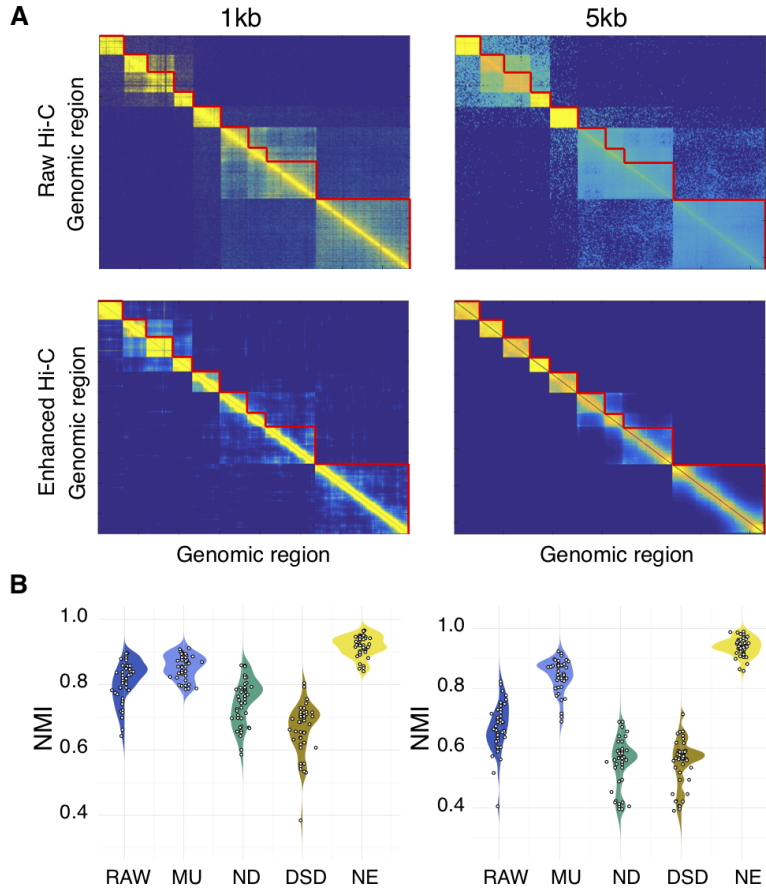 A
1kb
5kb
Raw Hi-C
Genomic region
Enhanced Hi-C
Genomic region
Genomic region
Genomic region
B
NMI
1.0
0.8
0.6
0.4
RAW MU ND DSD NE
NMI
1.0
0.8
0.6
0.4
RAW MU ND DSD NE